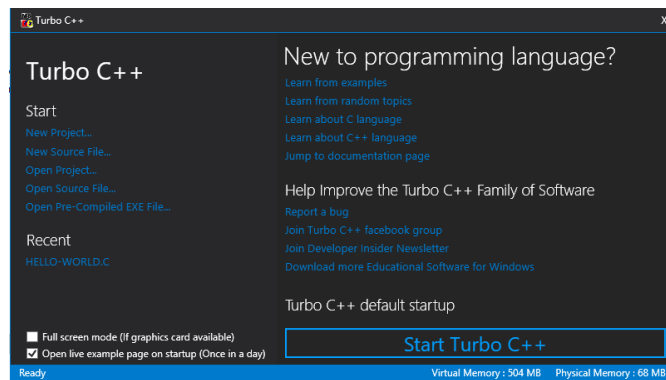 Turbo C++
X
Turbo C++
Start
New Project...
New Source File...
Open Project...
Open Source File...
Open Pre-Compiled EXE File...
Recent
HELLO-WORLD.C
Full screen mode (If graphics card available)
Open live example page on startup (Once in a day)
New to programming language?
Learn from examples
Learn from random topics
Learn about C language
Learn about C++ language
Jump to documentation page
Help Improve the Turbo C++ Family of Software
Report a bug
Join Turbo C++ facebook group
Join Developer Insider Newsletter
Download more Educational Software for Windows
Turbo C++ default startup
Start Turbo C++
Ready
Virtual Memory : 504 MB
Physical Memory : 68 MB